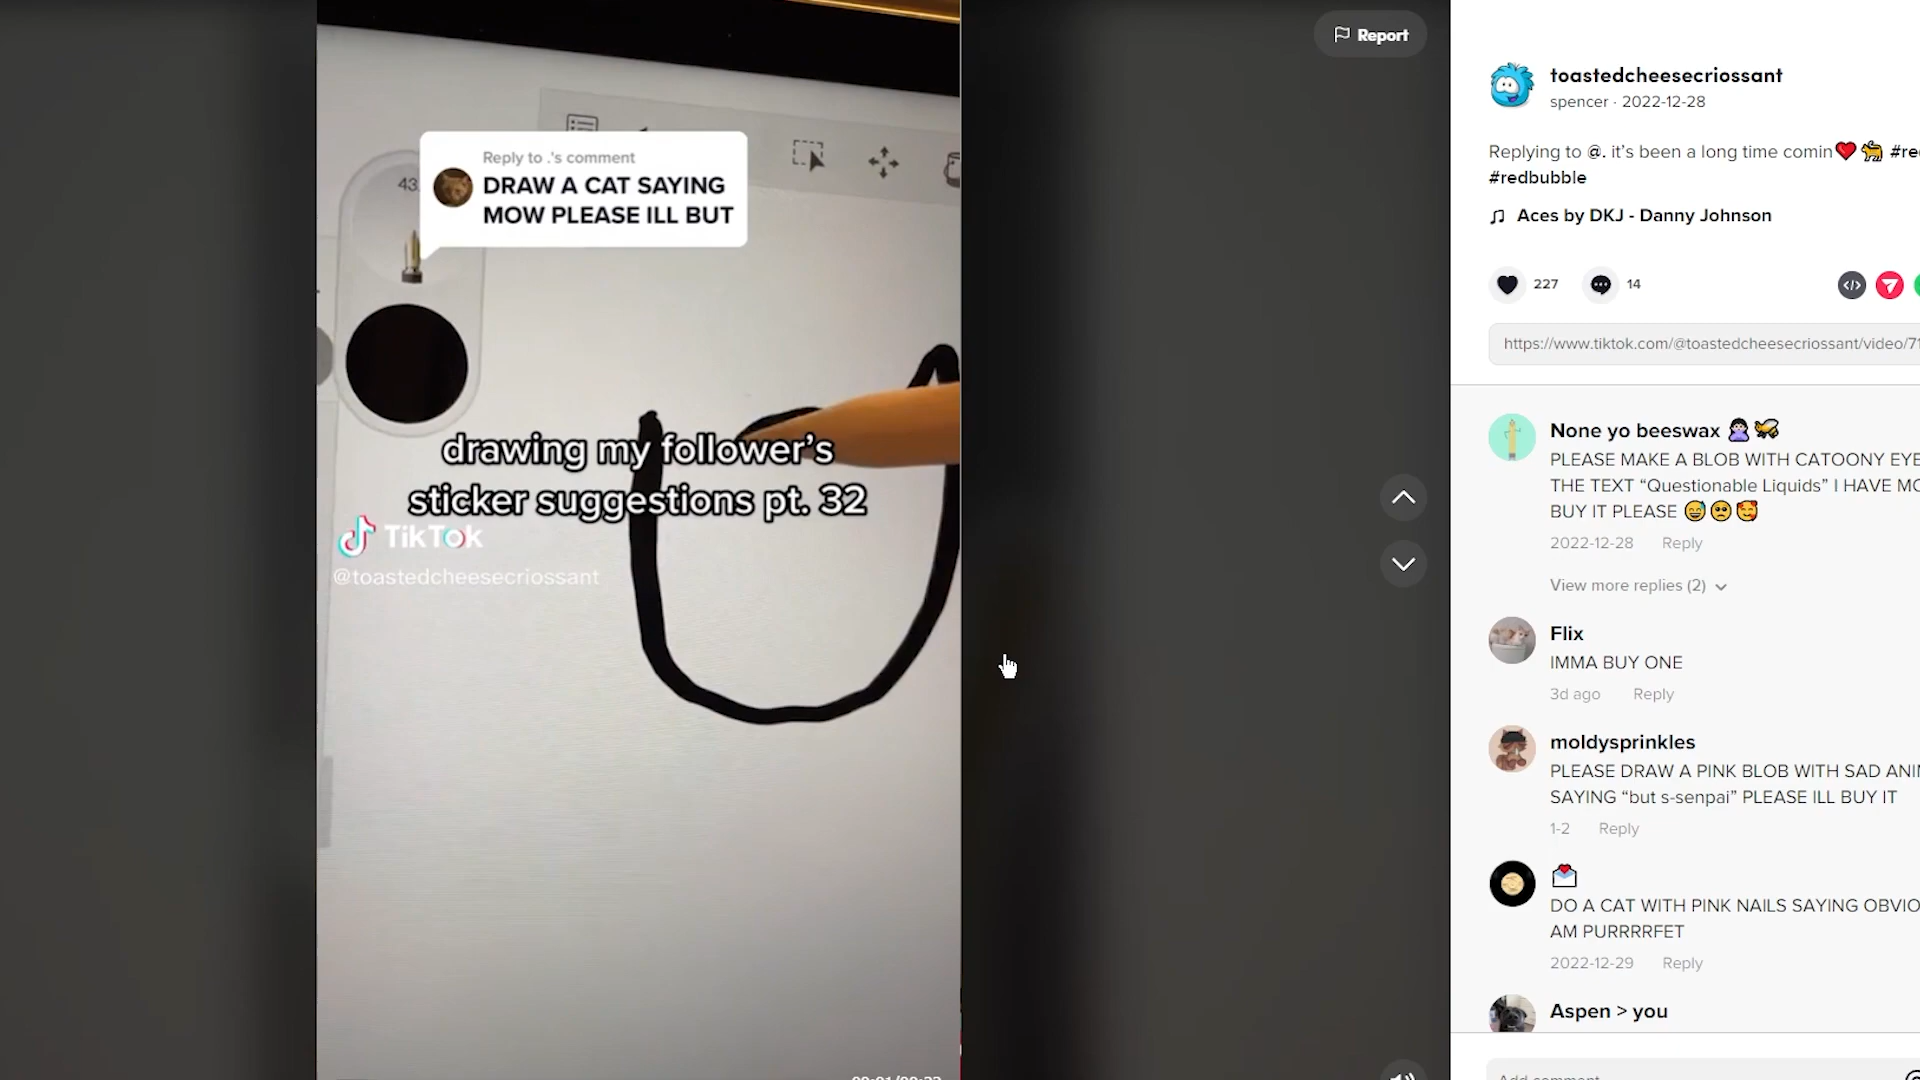 Report
Reply to .'s comment
DRAW A CAT SAYING
MOW PLEASE ILL BUT
43
drawing my follower's
sticker suggestions pt. 32
TikTok
@toastedcheesecriossant
toastedcheesecriossant
spencer · 2022-12-28
Replying to @. it's been a long time comin❤️🐈 #re
#redbubble
Aces by DKJ - Danny Johnson
227
14
</>
https://www.tiktok.com/@toastedcheesecriossant/video/71
None yo beeswax 🙍🏻‍♀️🐝
PLEASE MAKE A BLOB WITH CATOONY EYE
THE TEXT "Questionable Liquids" I HAVE MO
BUY IT PLEASE 😅🥺🥰
2022-12-28 Reply
View more replies (2)
Flix
IMMA BUY ONE
3d ago Reply
moldysprinkles
PLEASE DRAW A PINK BLOB WITH SAD ANI
SAYING "but s-senpai" PLEASE ILL BUY IT
1-2 Reply
💌
DO A CAT WITH PINK NAILS SAYING OBVIO
AM PURRRRFET
2022-12-29 Reply
Aspen > you
Add comment